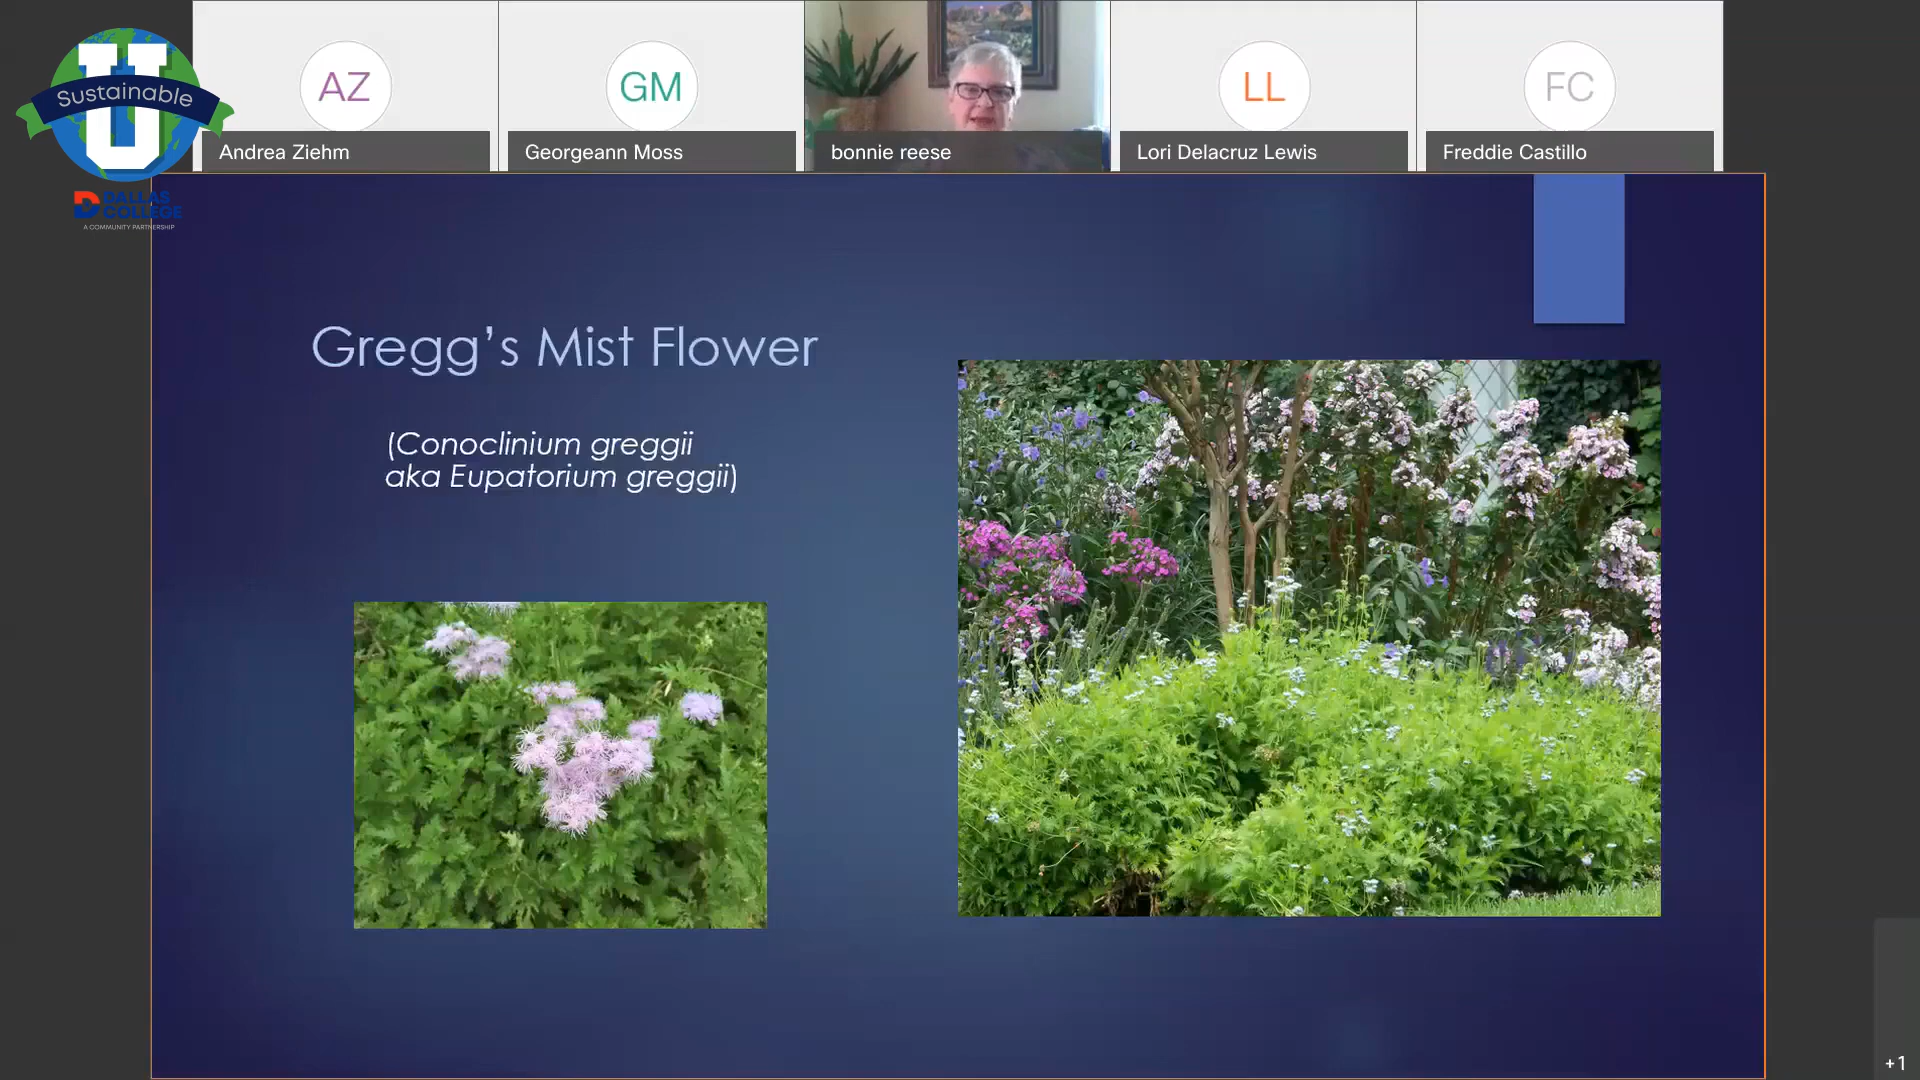 U
Sustainable
DALLAS
COLLEGE
A COMMUNITY PARTNERSHIP
AZ
Andrea Ziehm
GM
Georgeann Moss
bonnie reese
LL
Lori Delacruz Lewis
FC
Freddie Castillo
Gregg’s Mist Flower
(Conoclinium greggii
aka Eupatorium greggii)
+1